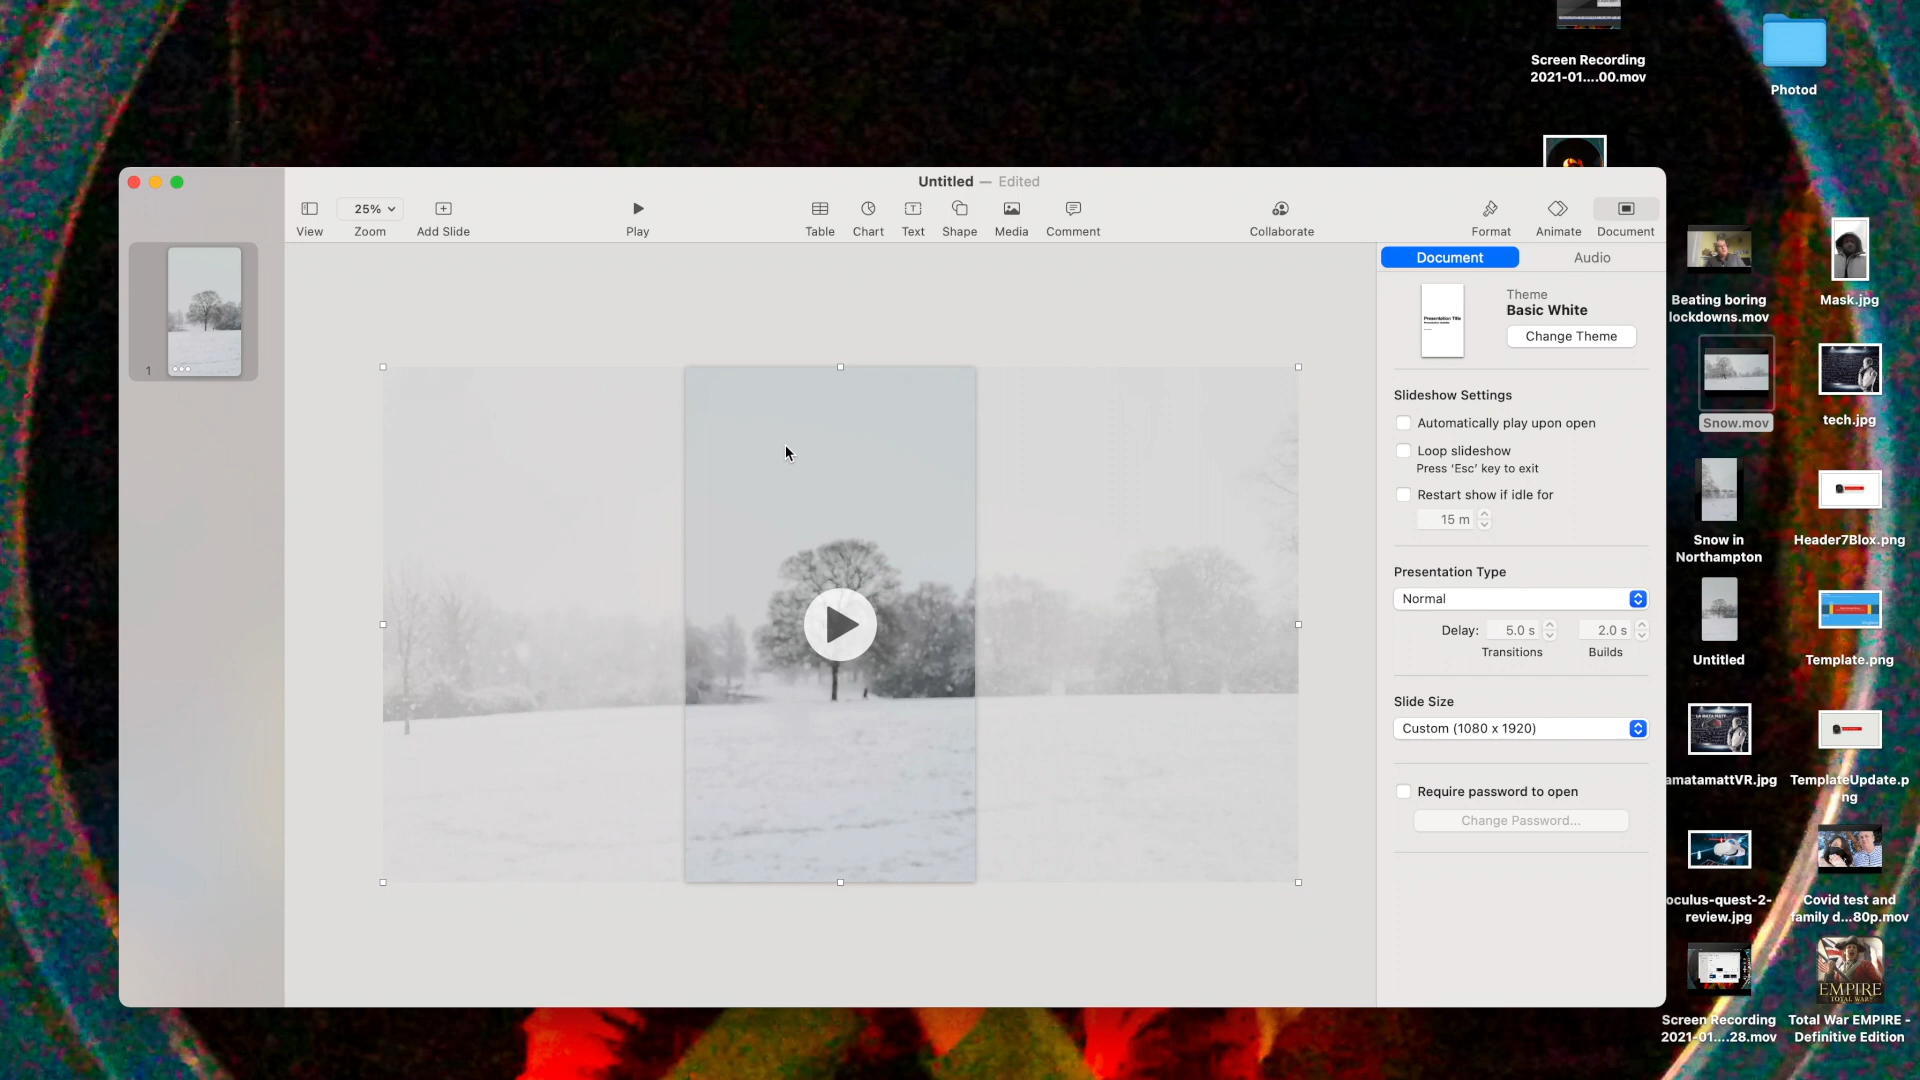 Screen Recording
2021-01....00.mov
Photod
Untitled — Edited
25%
View
Zoom
Add Slide
Play
Table
Chart
Text
Shape
Media
Comment
Collaborate
Format
Animate
Document
1
Document
Audio
Presentation Title
Theme
Basic White
Change Theme
Slideshow Settings
Automatically play upon open
Loop slideshow
Press ‘Esc’ key to exit
Restart show if idle for
15 m
Presentation Type
Normal
Delay:
5.0 s
2.0 s
Transitions
Builds
Slide Size
Custom (1080 x 1920)
Require password to open
Change Password...
Beating boring
lockdowns.mov
Mask.jpg
Snow.mov
tech.jpg
Snow in
Northampton
Header7Blox.png
Untitled
Template.png
amatamattVR.jpg
TemplateUpdate.p
ng
oculus-quest-2-
review.jpg
Covid test and
family d...80p.mov
EMPIRE
TOTAL WAR
Screen Recording
2021-01....28.mov
Total War EMPIRE -
Definitive Edition